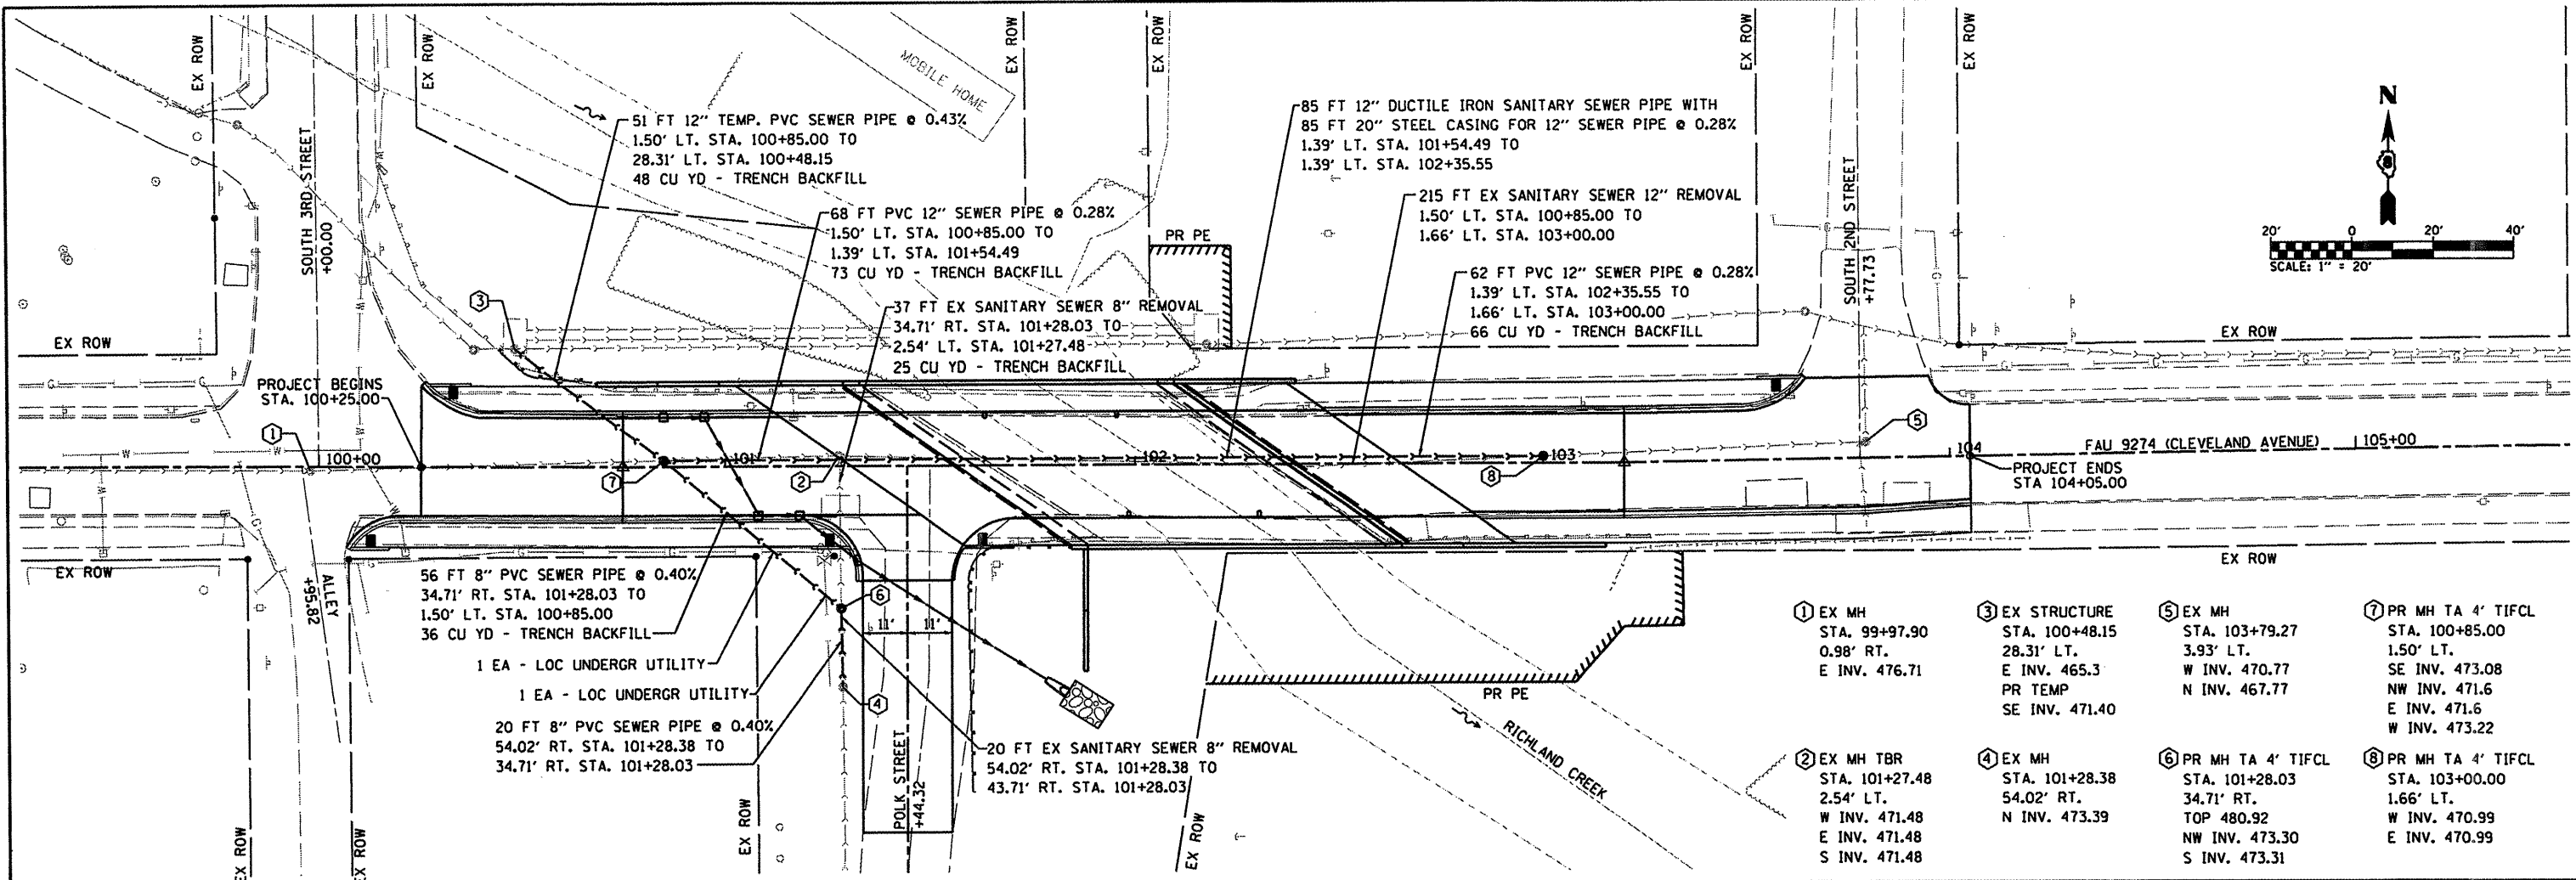 EX ROW
EX ROW
EX ROW
EX ROW
EX ROW
EX ROW
MOBILE HOME
SOUTH 3RD STREET
+00.00
51 FT 12" TEMP. PVC SEWER PIPE @ 0.43%
1.50' LT. STA. 100+85.00 TO
28.31' LT. STA. 100+48.15
48 CU YD - TRENCH BACKFILL
68 FT PVC 12" SEWER PIPE @ 0.28%
1.50' LT. STA. 100+85.00 TO
1.39' LT. STA. 101+54.49
73 CU YD - TRENCH BACKFILL
37 FT EX SANITARY SEWER 8" REMOVAL
34.71' RT. STA. 101+28.03 TO
2.54' LT. STA. 101+27.48
25 CU YD - TRENCH BACKFILL
85 FT 12" DUCTILE IRON SANITARY SEWER PIPE WITH
85 FT 20" STEEL CASING FOR 12" SEWER PIPE @ 0.28%
1.39' LT. STA. 101+54.49 TO
1.39' LT. STA. 102+35.55
215 FT EX SANITARY SEWER 12" REMOVAL
1.50' LT. STA. 100+85.00 TO
1.66' LT. STA. 103+00.00
62 FT PVC 12" SEWER PIPE @ 0.28%
1.39' LT. STA. 102+35.55 TO
1.66' LT. STA. 103+00.00
66 CU YD - TRENCH BACKFILL
PR PE
SOUTH 2ND STREET
+77.73
N
8
20' 0 20' 40'
SCALE: 1" = 20'
3
EX ROW
EX ROW
PROJECT BEGINS
STA. 100+25.00
1
100+00
7
101
2
102
8
103
5
104
FAU 9274 (CLEVELAND AVENUE)
105+00
PROJECT ENDS
STA 104+05.00
EX ROW
EX ROW
ALLEY
+95.82
EX ROW
EX ROW
56 FT 8" PVC SEWER PIPE @ 0.40%
34.71' RT. STA. 101+28.03 TO
1.50' LT. STA. 100+85.00
36 CU YD - TRENCH BACKFILL
1 EA - LOC UNDERGR UTILITY
1 EA - LOC UNDERGR UTILITY
20 FT 8" PVC SEWER PIPE @ 0.40%
54.02' RT. STA. 101+28.38 TO
34.71' RT. STA. 101+28.03
EX ROW
6
11' 11'
4
POLK STREET
+44.32
20 FT EX SANITARY SEWER 8" REMOVAL
54.02' RT. STA. 101+28.38 TO
43.71' RT. STA. 101+28.03
EX ROW
PR PE
RICHLAND CREEK
1 EX MH
STA. 99+97.90
0.98' RT.
E INV. 476.71
3 EX STRUCTURE
STA. 100+48.15
28.31' LT.
E INV. 465.3
PR TEMP
SE INV. 471.40
5 EX MH
STA. 103+79.27
3.93' LT.
W INV. 470.77
N INV. 467.77
7 PR MH TA 4' TIFCL
STA. 100+85.00
1.50' LT.
SE INV. 473.08
NW INV. 471.6
E INV. 471.6
W INV. 473.22
2 EX MH TBR
STA. 101+27.48
2.54' LT.
W INV. 471.48
E INV. 471.48
S INV. 471.48
4 EX MH
STA. 101+28.38
54.02' RT.
N INV. 473.39
6 PR MH TA 4' TIFCL
STA. 101+28.03
34.71' RT.
TOP 480.92
NW INV. 473.30
S INV. 473.31
8 PR MH TA 4' TIFCL
STA. 103+00.00
1.66' LT.
W INV. 470.99
E INV. 470.99